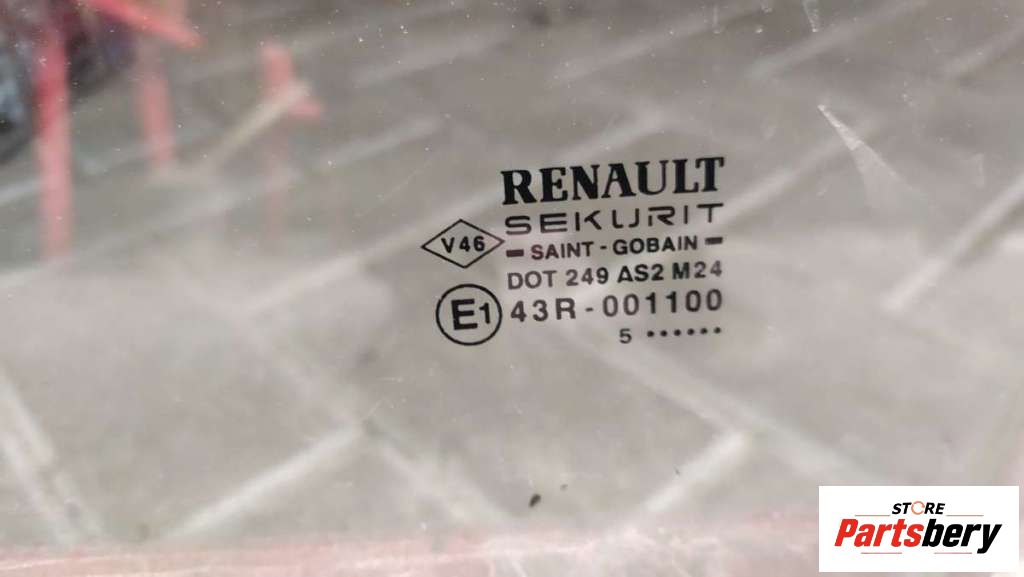 RENAULT
SEKURIT
V46
- SAINT - GOBAIN -
DOT 249 AS2 M24
E1 43R - 001100
5 ••••••
STORE
Partsbery